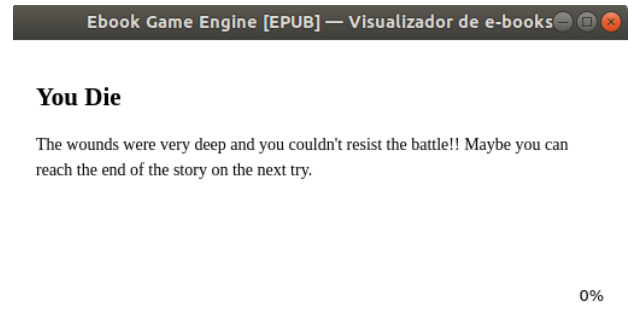 Ebook Game Engine [EPUB] — Visualizador de e-books
You Die
The wounds were very deep and you couldn't resist the battle!! Maybe you can
reach the end of the story on the next try.
0%